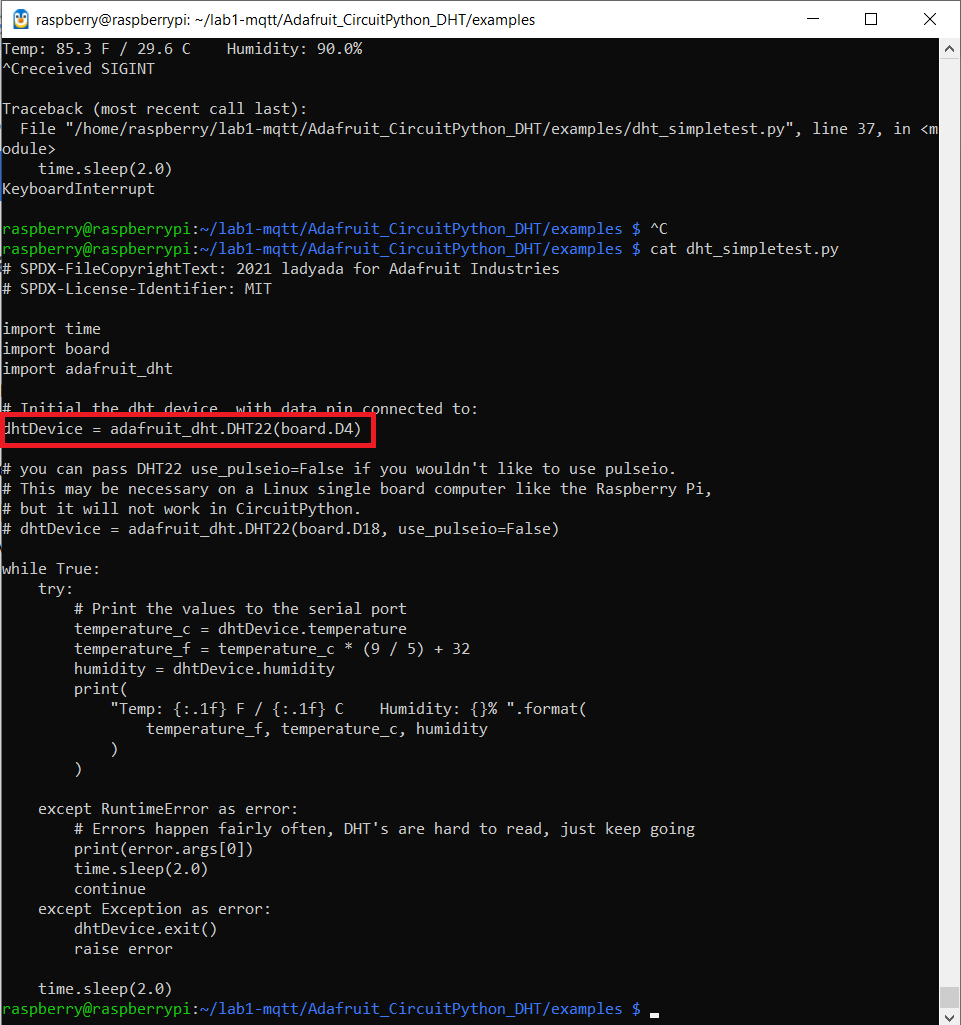 raspberry@raspberrypi: ~/lab1-mqtt/Adafruit_CircuitPython_DHT/examples
Temp: 85.3 F / 29.6 C    Humidity: 90.0%
^Creceived SIGINT
Traceback (most recent call last):
  File "/home/raspberry/lab1-mqtt/Adafruit_CircuitPython_DHT/examples/dht_simpletest.py", line 37, in <m
odule>
    time.sleep(2.0)
KeyboardInterrupt
raspberry@raspberrypi:~/lab1-mqtt/Adafruit_CircuitPython_DHT/examples $ ^C
raspberry@raspberrypi:~/lab1-mqtt/Adafruit_CircuitPython_DHT/examples $ cat dht_simpletest.py
# SPDX-FileCopyrightText: 2021 ladyada for Adafruit Industries
# SPDX-License-Identifier: MIT
import time
import board
import adafruit_dht
# Initial the dht device, with data pin connected to:
dhtDevice = adafruit_dht.DHT22(board.D4)
# you can pass DHT22 use_pulseio=False if you wouldn't like to use pulseio.
# This may be necessary on a Linux single board computer like the Raspberry Pi,
# but it will not work in CircuitPython.
# dhtDevice = adafruit_dht.DHT22(board.D18, use_pulseio=False)
while True:
    try:
        # Print the values to the serial port
        temperature_c = dhtDevice.temperature
        temperature_f = temperature_c * (9 / 5) + 32
        humidity = dhtDevice.humidity
        print(
            "Temp: {:.1f} F / {:.1f} C    Humidity: {}% ".format(
                temperature_f, temperature_c, humidity
            )
        )
    except RuntimeError as error:
        # Errors happen fairly often, DHT's are hard to read, just keep going
        print(error.args[0])
        time.sleep(2.0)
        continue
    except Exception as error:
        dhtDevice.exit()
        raise error
    time.sleep(2.0)
raspberry@raspberrypi:~/lab1-mqtt/Adafruit_CircuitPython_DHT/examples $